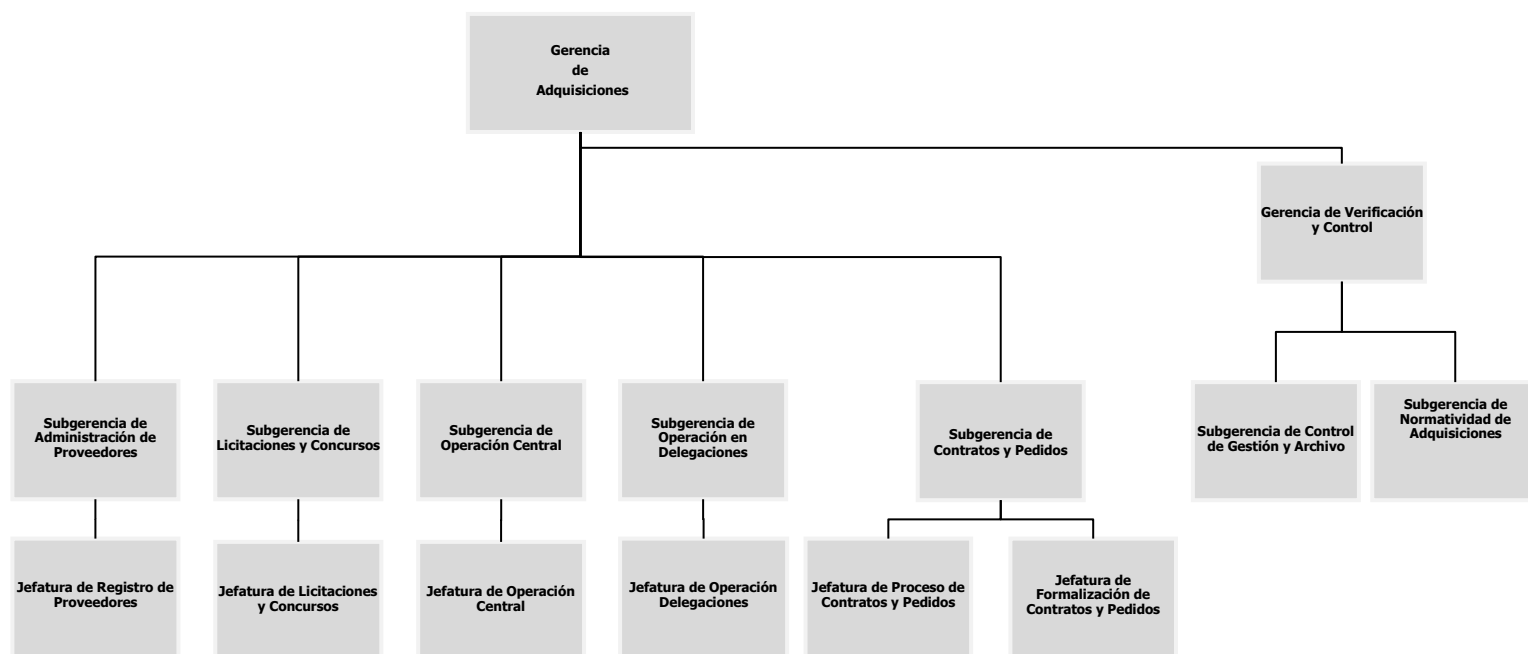 Gerencia
de
Adquisiciones
Gerencia de Verificación
y Control
Subgerencia de
Administración de
Proveedores
Subgerencia de
Licitaciones y Concursos
Subgerencia de
Operación Central
Subgerencia de
Operación en
Delegaciones
Subgerencia de
Contratos y Pedidos
Subgerencia de Control
de Gestión y Archivo
Subgerencia de
Normatividad de
Adquisiciones
Jefatura de Registro de
Proveedores
Jefatura de Licitaciones
y Concursos
Jefatura de Operación
Central
Jefatura de Operación
Delegaciones
Jefatura de Proceso de
Contratos y Pedidos
Jefatura de
Formalización de
Contratos y Pedidos